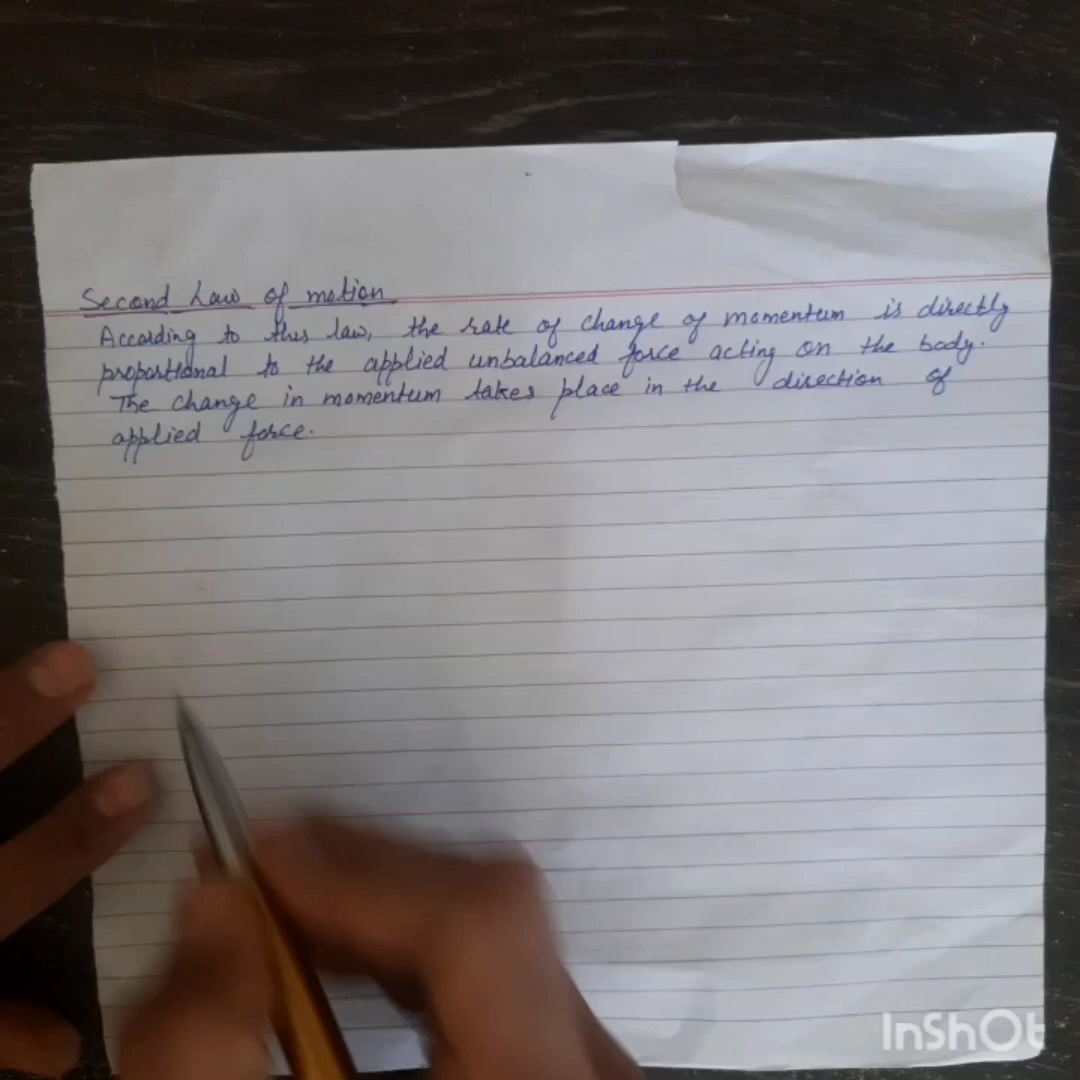 Second Law of motion
According to this law, the rate of change of momentum is directly
proportional to the applied unbalanced force acting on the body.
The change in momentum takes place in the direction of
applied force.
InShOt